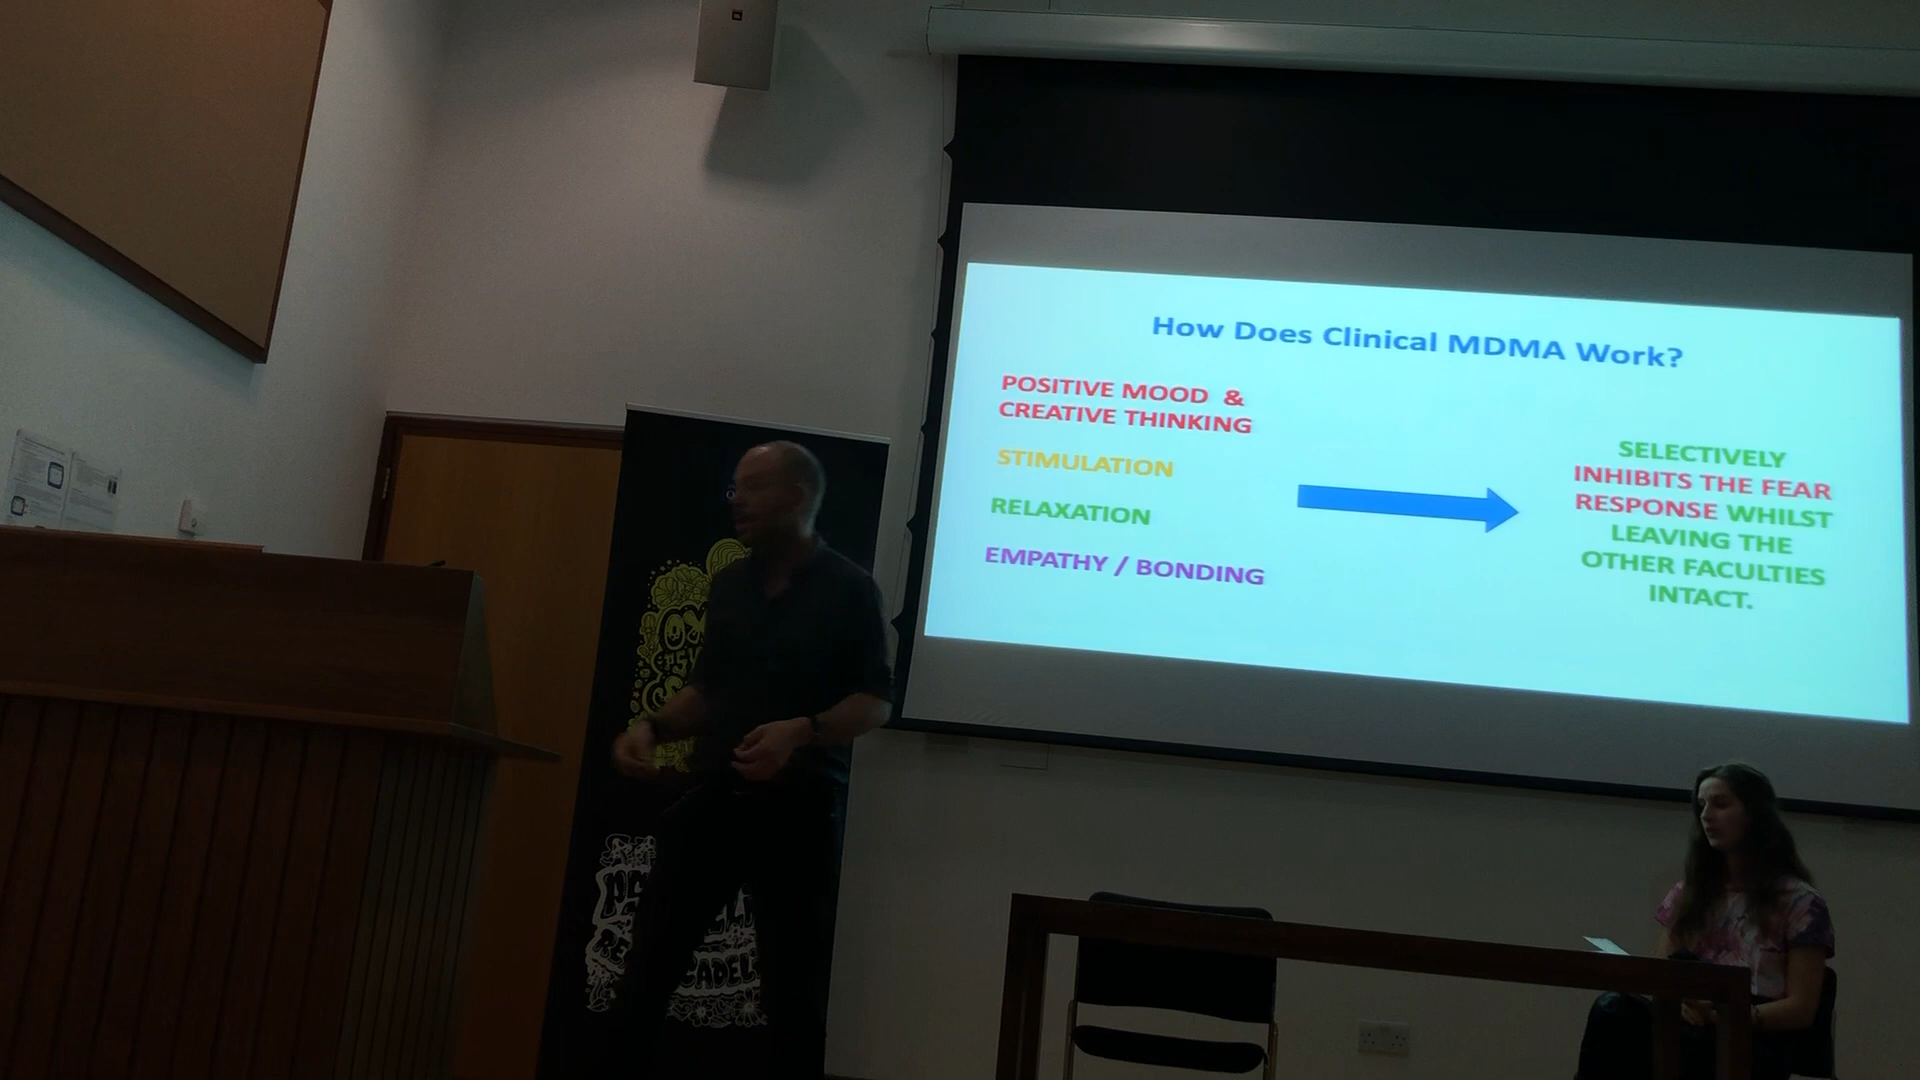 How Does Clinical MDMA Work?
POSITIVE MOOD &
CREATIVE THINKING
STIMULATION
RELAXATION
EMPATHY / BONDING
SELECTIVELY
INHIBITS THE FEAR
RESPONSE WHILST
LEAVING THE
OTHER FACULTIES
INTACT.